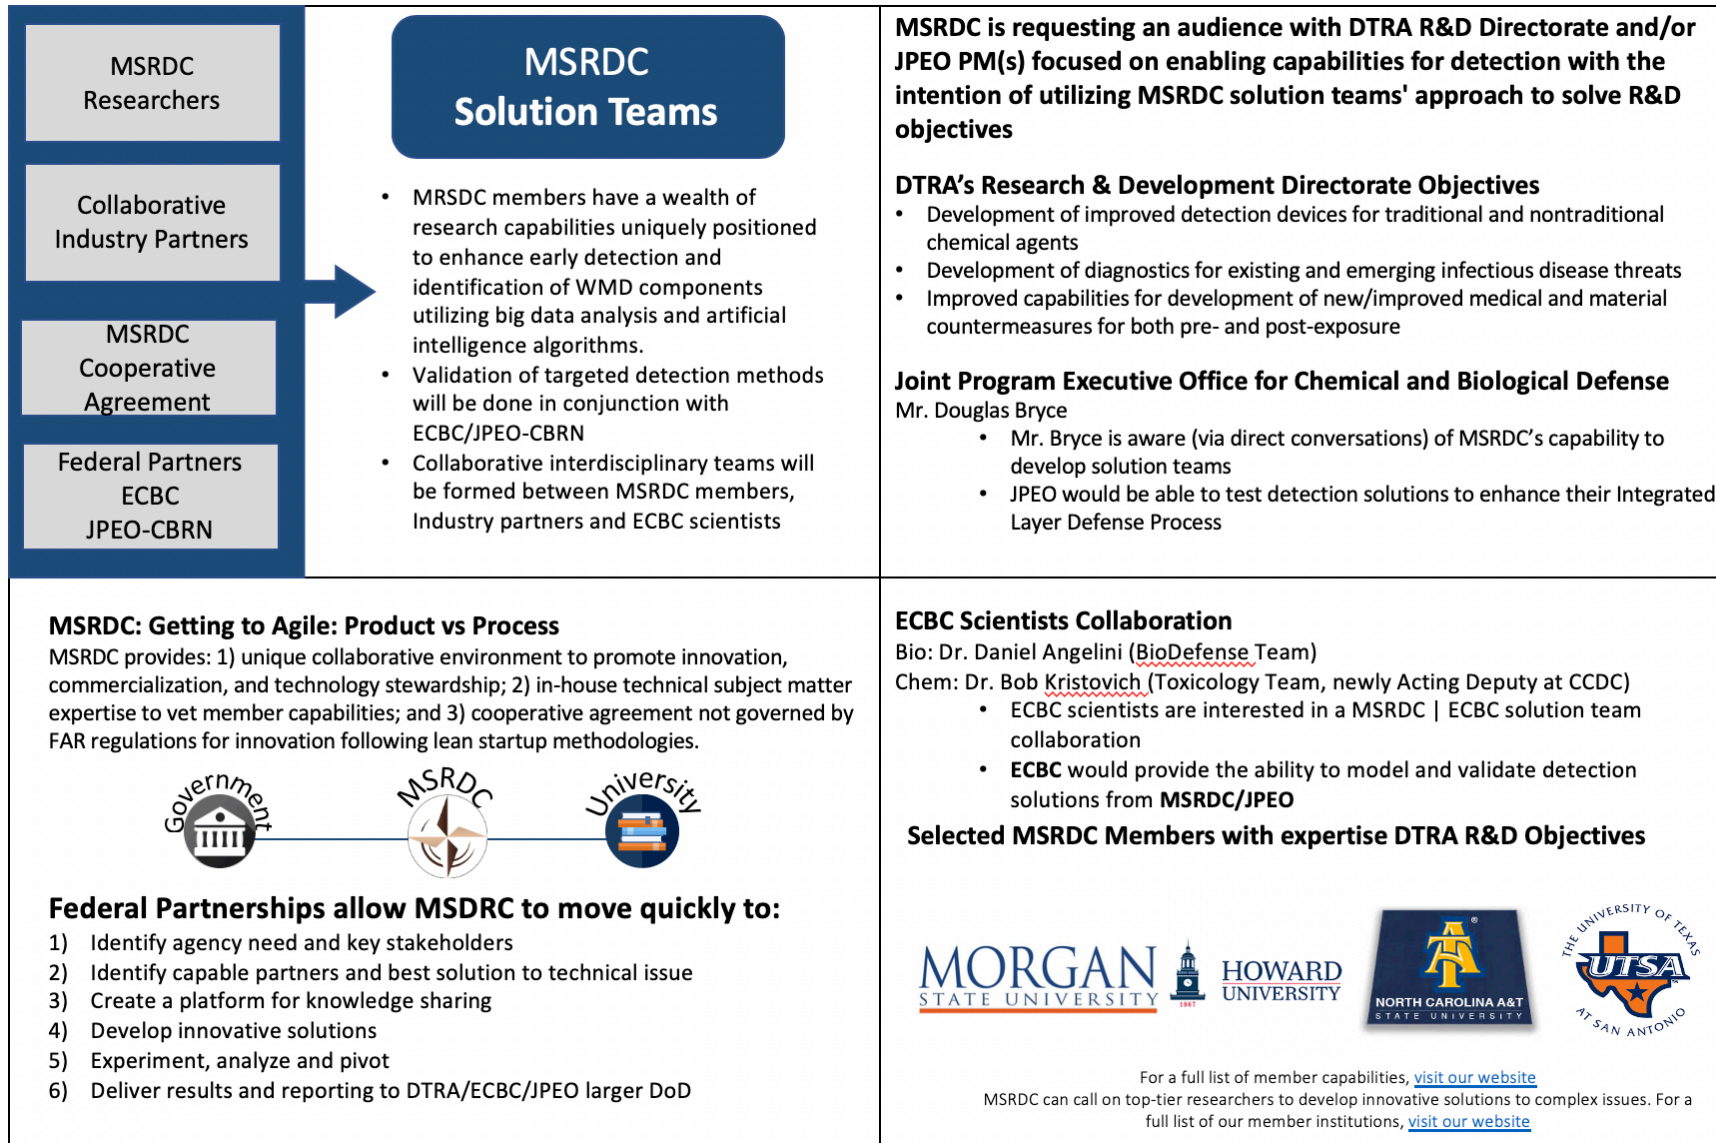 MSRDC
Researchers
Collaborative
Industry Partners
MSRDC
Cooperative
Agreement
Federal Partners
ECBC
JPEO-CBRN
MSRDC
Solution Teams
• MRSDC members have a wealth of
research capabilities uniquely positioned
to enhance early detection and
identification of WMD components
utilizing big data analysis and artificial
intelligence algorithms.
• Validation of targeted detection methods
will be done in conjunction with
ECBC/JPEO-CBRN
• Collaborative interdisciplinary teams will
be formed between MSRDC members,
Industry partners and ECBC scientists
MSRDC is requesting an audience with DTRA R&D Directorate and/or
JPEO PM(s) focused on enabling capabilities for detection with the
intention of utilizing MSRDC solution teams' approach to solve R&D
objectives
DTRA’s Research & Development Directorate Objectives
• Development of improved detection devices for traditional and nontraditional
chemical agents
• Development of diagnostics for existing and emerging infectious disease threats
• Improved capabilities for development of new/improved medical and material
countermeasures for both pre- and post-exposure
Joint Program Executive Office for Chemical and Biological Defense
Mr. Douglas Bryce
• Mr. Bryce is aware (via direct conversations) of MSRDC’s capability to
develop solution teams
• JPEO would be able to test detection solutions to enhance their Integrated
Layer Defense Process
MSRDC: Getting to Agile: Product vs Process
MSRDC provides: 1) unique collaborative environment to promote innovation,
commercialization, and technology stewardship; 2) in-house technical subject matter
expertise to vet member capabilities; and 3) cooperative agreement not governed by
FAR regulations for innovation following lean startup methodologies.
Government
MSRDC
University
Federal Partnerships allow MSDRC to move quickly to:
1) Identify agency need and key stakeholders
2) Identify capable partners and best solution to technical issue
3) Create a platform for knowledge sharing
4) Develop innovative solutions
5) Experiment, analyze and pivot
6) Deliver results and reporting to DTRA/ECBC/JPEO larger DoD
ECBC Scientists Collaboration
Bio: Dr. Daniel Angelini (BioDefense Team)
Chem: Dr. Bob Kristovich (Toxicology Team, newly Acting Deputy at CCDC)
• ECBC scientists are interested in a MSRDC | ECBC solution team
collaboration
• ECBC would provide the ability to model and validate detection
solutions from MSRDC/JPEO
Selected MSRDC Members with expertise DTRA R&D Objectives
MORGAN
STATE UNIVERSITY
1867
HOWARD
UNIVERSITY
AT
®
NORTH CAROLINA A&T
STATE UNIVERSITY
THE UNIVERSITY OF TEXAS
UTSA
AT SAN ANTONIO
For a full list of member capabilities, visit our website
MSRDC can call on top-tier researchers to develop innovative solutions to complex issues. For a
full list of our member institutions, visit our website